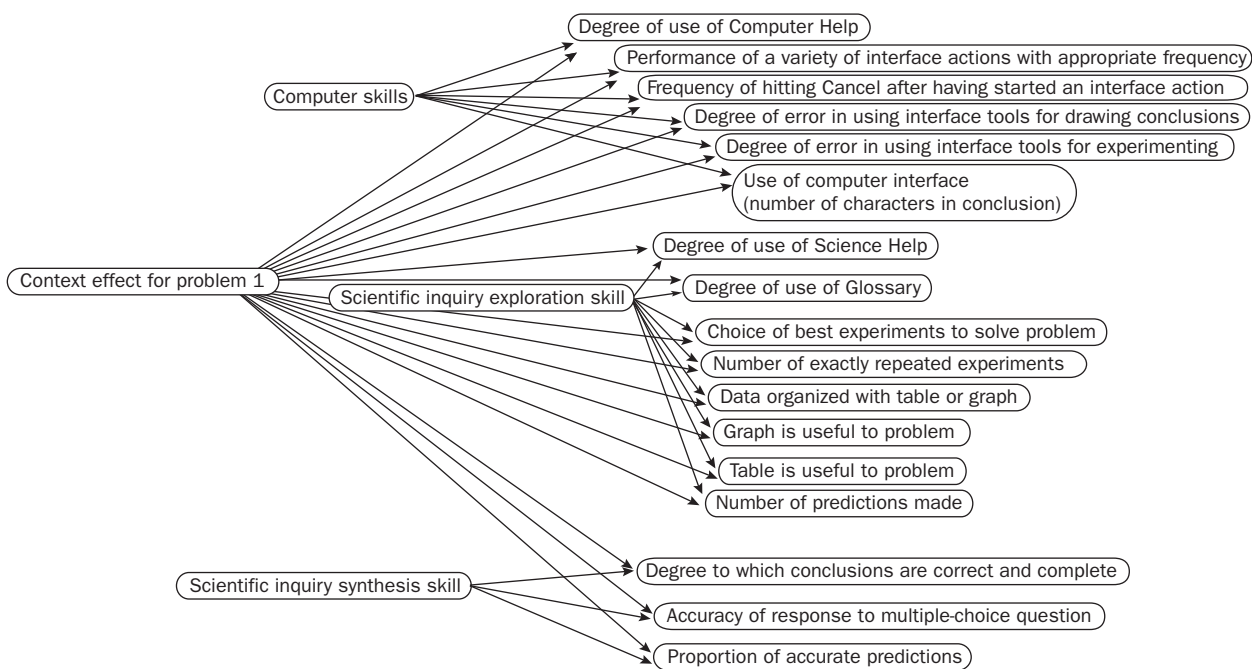 Degree of use of Computer Help
Performance of a variety of interface actions with appropriate frequency
Computer skills
Frequency of hitting Cancel after having started an interface action
Degree of error in using interface tools for drawing conclusions
Degree of error in using interface tools for experimenting
Use of computer interface
(number of characters in conclusion)
Degree of use of Science Help
Context effect for problem 1
Scientific inquiry exploration skill
Degree of use of Glossary
Choice of best experiments to solve problem
Number of exactly repeated experiments
Data organized with table or graph
Graph is useful to problem
Table is useful to problem
Number of predictions made
Degree to which conclusions are correct and complete
Scientific inquiry synthesis skill
Accuracy of response to multiple-choice question
Proportion of accurate predictions